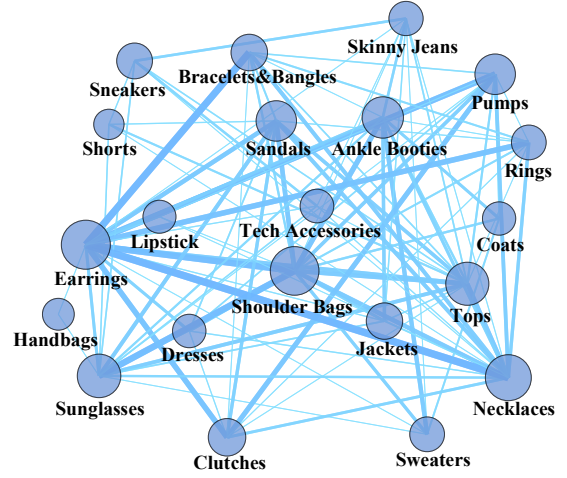 Skinny Jeans
Bracelets&Bangles
Sneakers
Pumps
Shorts
Sandals
Ankle Booties
Rings
Lipstick
Tech Accessories
Coats
Earrings
Shoulder Bags
Tops
Handbags
Dresses
Jackets
Sunglasses
Necklaces
Clutches
Sweaters